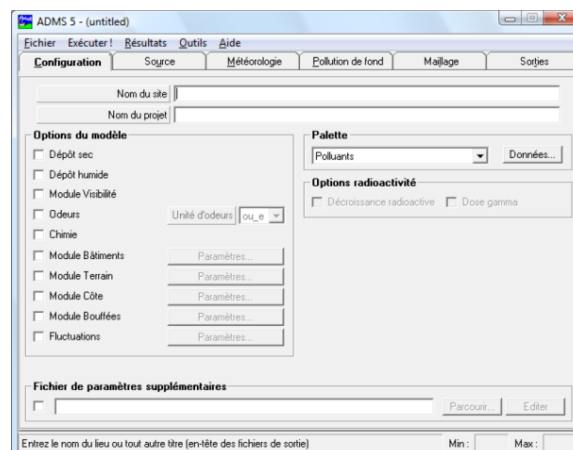 ADMS 5 - (untitled)
Fichier Exécuter ! Résultats Outils Aide
Configuration Source Météorologie Pollution de fond Maillage Sorties
Nom du site
Nom du projet
Options du modèle
Dépôt sec
Dépôt humide
Module Visibilité
Odeurs Unité d'odeurs ou_e
Chimie
Module Bâtiments Paramètres...
Module Terrain Paramètres...
Module Côte Paramètres...
Module Bouffées Paramètres...
Fluctuations Paramètres...
Palette
Polluants Données...
Options radioactivité
Décroissance radioactive Dose gamma
Fichier de paramètres supplémentaires
Parcourir... Editer
Entrez le nom du lieu ou tout autre titre (en-tête des fichiers de sortie) Min : Max :